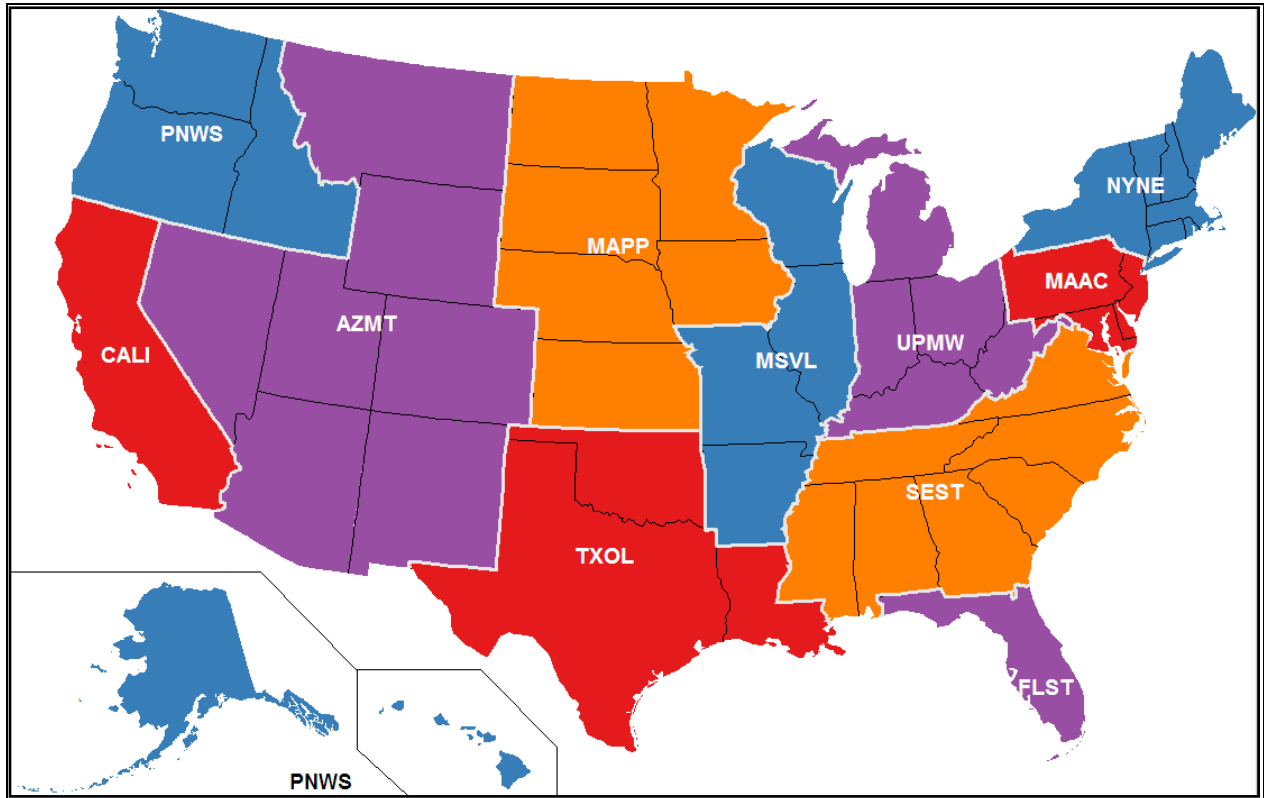 PNWS
NYNE
MAPP
MAAC
AZMT
UPMW
CALI
MSVL
SEST
TXOL
FLST
PNWS